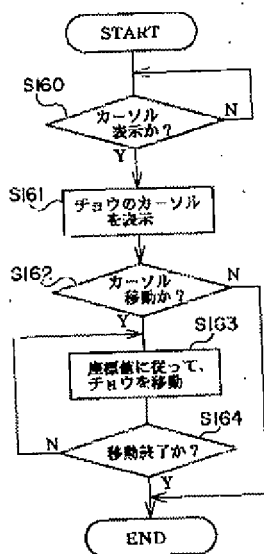 START
S160
カーソル
表示か？
N
Y
S161
チョウのカーソル
を表示
S162
カーソル
移動か？
N
Y
S163
座標値に従って、
チョウを移動
S164
移動終了か？
N
Y
END